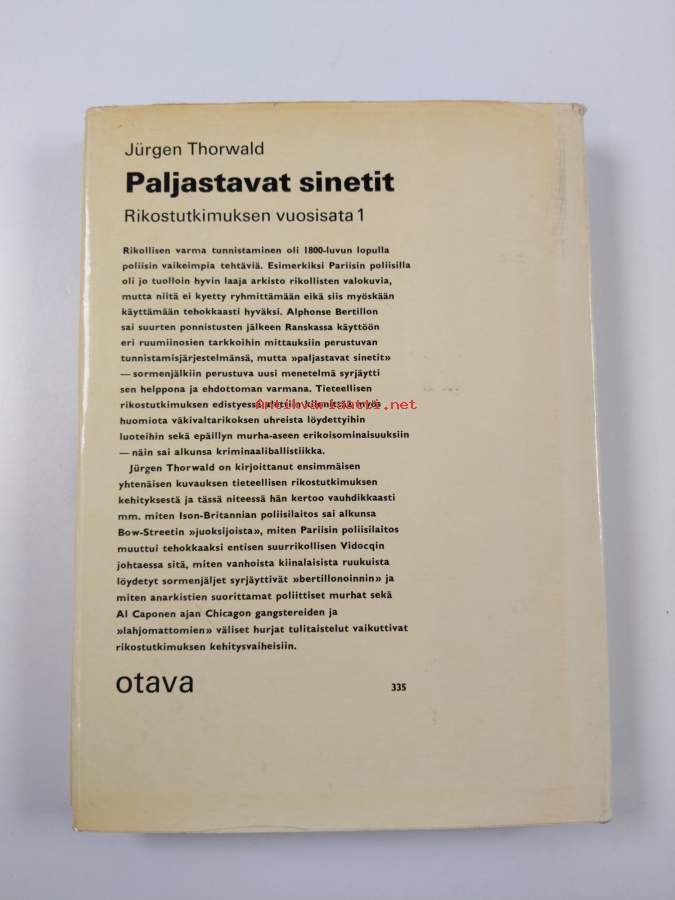 Jürgen Thorwald
Paljastavat sinetit
Rikostutkimuksen vuosisata 1
Rikollisen varma tunnistaminen oli 1800-luvun lopulla
poliisin vaikeimpia tehtäviä. Esimerkiksi Pariisin poliisilla
oli jo tuolloin hyvin laaja arkisto rikollisten valokuvia,
mutta niitä ei kyetty ryhmittämään eikä siis myöskään
käyttämään tehokkaasti hyväksi. Alphonse Bertillon
sai suurten ponnistusten jälkeen Ranskassa käyttöön
eri ruumiinosien tarkkoihin mittauksiin perustuvan
tunnistamisjärjestelmänsä, mutta »paljastavat sinetit»
— sormenjälkiin perustuva uusi menetelmä syrjäytti
sen helppona ja ehdottoman varmana. Tieteellisen
rikostutkimuksen edistyessä kiinnittää myös
Antikvariaatti.net
huomiota väkivaltarikoksen uhreista löydettyihin
luoteihin sekä epäillyn murha-aseen erikoisominaisuuksiin
— näin sai alkunsa kriminaaliballistiikka.
Jürgen Thorwald on kirjoittanut ensimmäisen
yhtenäisen kuvauksen tieteellisen rikostutkimuksen
kehityksestä ja tässä niteessä hän kertoo vauhdikkaasti
mm. miten Ison-Britannian poliisilaitos sai alkunsa
Bow-Streetin »juoksijoista», miten Pariisin poliisilaitos
muuttui tehokkaaksi entisen suurrikollisen Vidocqin
johtaessa sitä, miten vanhoista kiinalaisista ruukuista
löydetyt sormenjäljet syrjäyttivät »bertillonoinnin» ja
miten anarkistien suorittamat poliittiset murhat sekä
Al Caponen ajan Chicagon gangstereiden ja
»lahjomattomien» väliset hurjat tulitaistelut vaikuttivat
rikostutkimuksen kehitysvaiheisiin.
otava
335